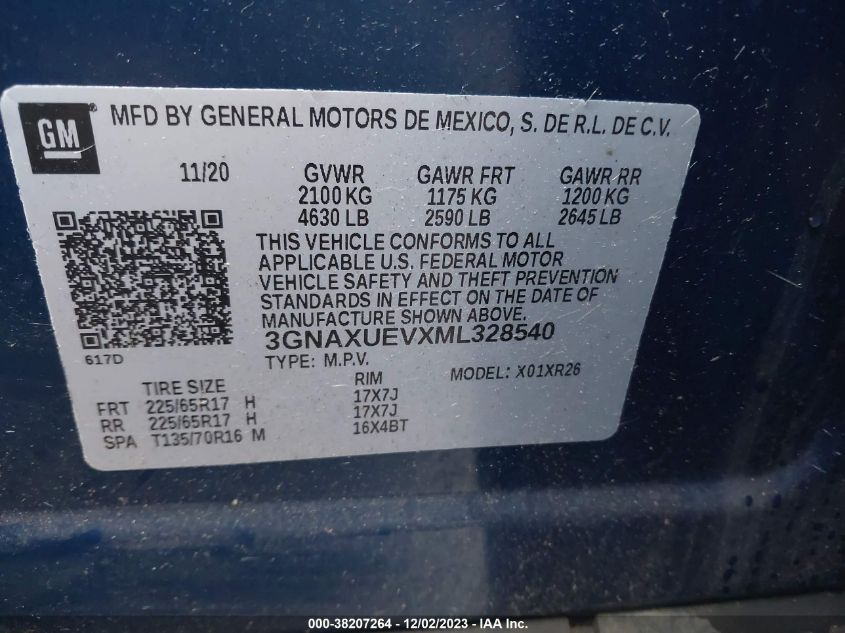 GM
MFD BY GENERAL MOTORS DE MEXICO, S. DE R.L. DE C.V.
11/20 GVWR GAWR FRT GAWR RR
2100 KG 1175 KG 1200 KG
4630 LB 2590 LB 2645 LB
THIS VEHICLE CONFORMS TO ALL
APPLICABLE U.S. FEDERAL MOTOR
VEHICLE SAFETY AND THEFT PREVENTION
STANDARDS IN EFFECT ON THE DATE OF
MANUFACTURE SHOWN ABOVE.
3GNAXUEVXML328540
617D TYPE: M.P.V. MODEL: X01XR26
TIRE SIZE RIM
FRT 225/65R17 H 17X7J
RR 225/65R17 H 17X7J
SPA T135/70R16 M 16X4BT
000-38207264 - 12/02/2023 - IAA Inc.